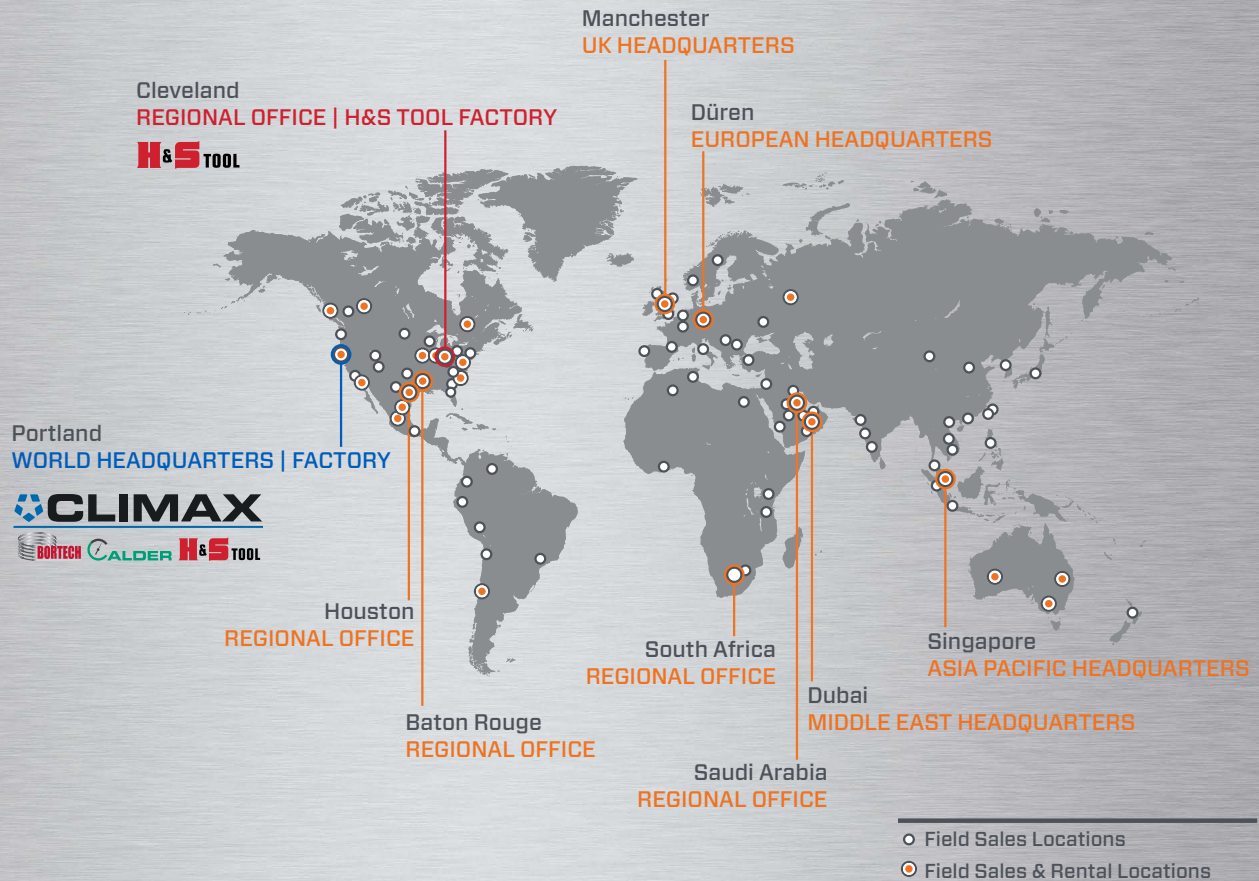 Manchester
UK HEADQUARTERS
Cleveland
REGIONAL OFFICE | H&S TOOL FACTORY
H&S TOOL
Düren
EUROPEAN HEADQUARTERS
Portland
WORLD HEADQUARTERS | FACTORY
CLIMAX
BORTECH CALDER H&S TOOL
Houston
REGIONAL OFFICE
Baton Rouge
REGIONAL OFFICE
South Africa
REGIONAL OFFICE
Singapore
ASIA PACIFIC HEADQUARTERS
Dubai
MIDDLE EAST HEADQUARTERS
Saudi Arabia
REGIONAL OFFICE
Field Sales Locations
Field Sales & Rental Locations